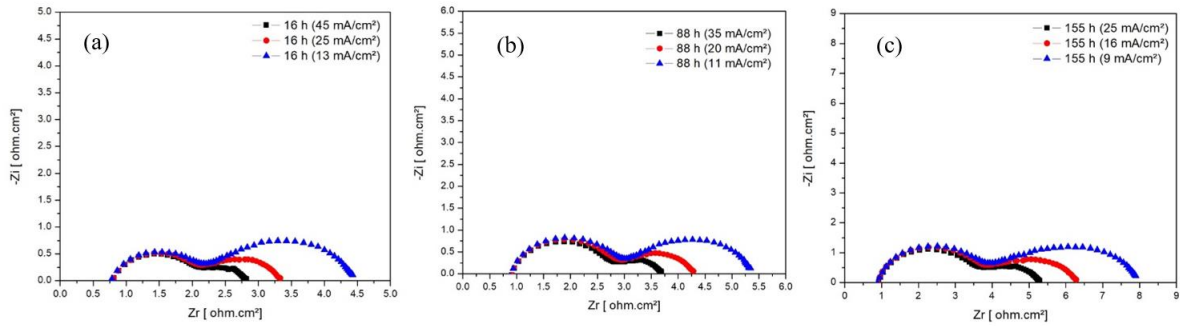 (a)
16 h (45 mA/cm²)
16 h (25 mA/cm²)
16 h (13 mA/cm²)
5.0
4.5
4.0
3.5
3.0
2.5
2.0
1.5
1.0
0.5
0.0
-Zi [ ohm.cm²]
0.0 0.5 1.0 1.5 2.0 2.5 3.0 3.5 4.0 4.5 5.0
Zr [ ohm.cm²]
(b)
88 h (35 mA/cm²)
88 h (20 mA/cm²)
88 h (11 mA/cm²)
6.0
5.5
5.0
4.5
4.0
3.5
3.0
2.5
2.0
1.5
1.0
0.5
0.0
-Zi [ ohm.cm²]
0.0 0.5 1.0 1.5 2.0 2.5 3.0 3.5 4.0 4.5 5.0 5.5 6.0
Zr [ ohm.cm²]
(c)
155 h (25 mA/cm²)
155 h (16 mA/cm²)
155 h (9 mA/cm²)
9
8
7
6
5
4
3
2
1
0
-Zi [ ohm.cm²]
0 1 2 3 4 5 6 7 8 9
Zr [ ohm.cm²]